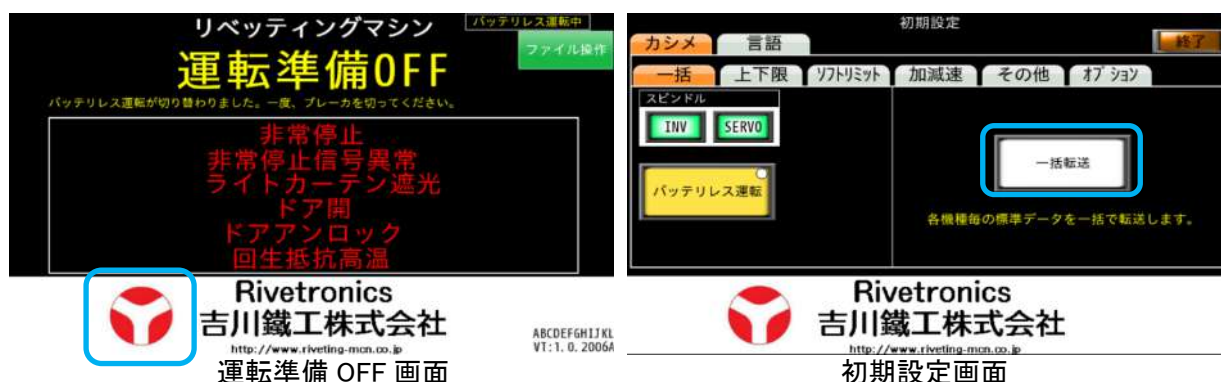 リベッティングマシン
バッテリレス運転中
ファイル操作
運転準備OFF
バッテリレス運転が切り替わりました。一度、ブレーカを切ってください。
非常停止
非常停止信号異常
ライトカーテン遮光
ドア開
ドアアンロック
回生抵抗高温
Rivetronics
吉川鐵工株式会社
http://www.riveting-mcn.co.jp
ABCDEFGHIJKL
VT:1.0.2006A
運転準備 OFF 画面
初期設定
カシメ 言語 終了
一括 上下限 ソフトリミット 加減速 その他 オプション
スピンドル
INV SERVO
バッテリレス運転
一括転送
各機種毎の標準データを一括で転送します。
Rivetronics
吉川鐵工株式会社
http://www.riveting-mcn.co.jp
初期設定画面